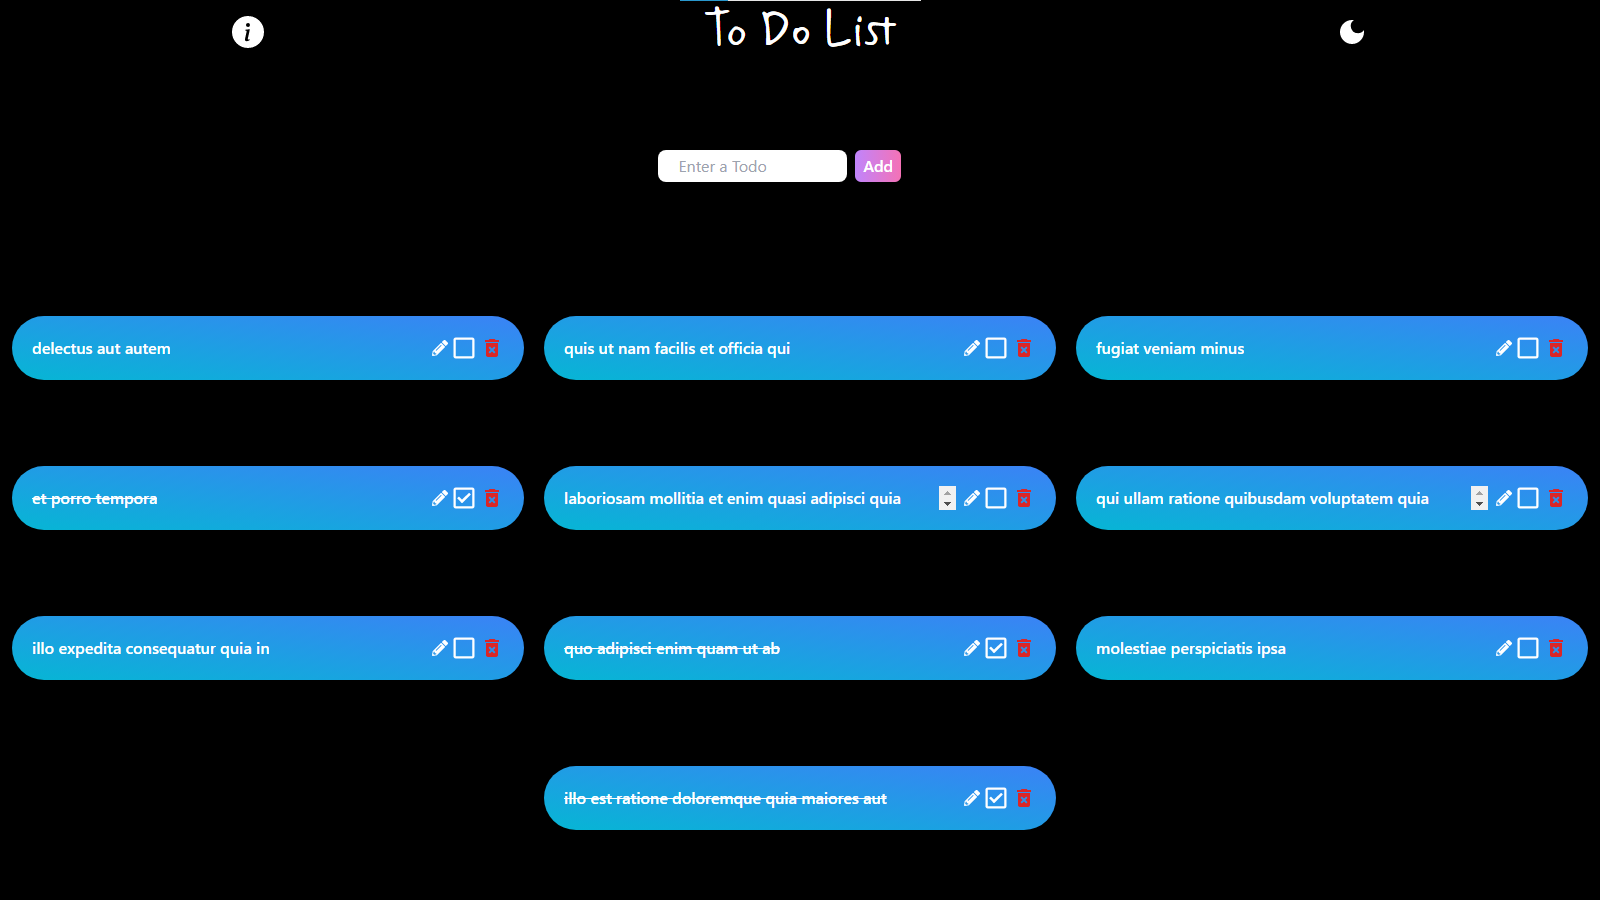 To Do List
Enter a Todo
Add
delectus aut autem
quis ut nam facilis et officia qui
fugiat veniam minus
et porro tempora
laboriosam mollitia et enim quasi adipisci quia
qui ullam ratione quibusdam voluptatem quia
illo expedita consequatur quia in
quo adipisci enim quam ut ab
molestiae perspiciatis ipsa
illo est ratione doloremque quia maiores aut